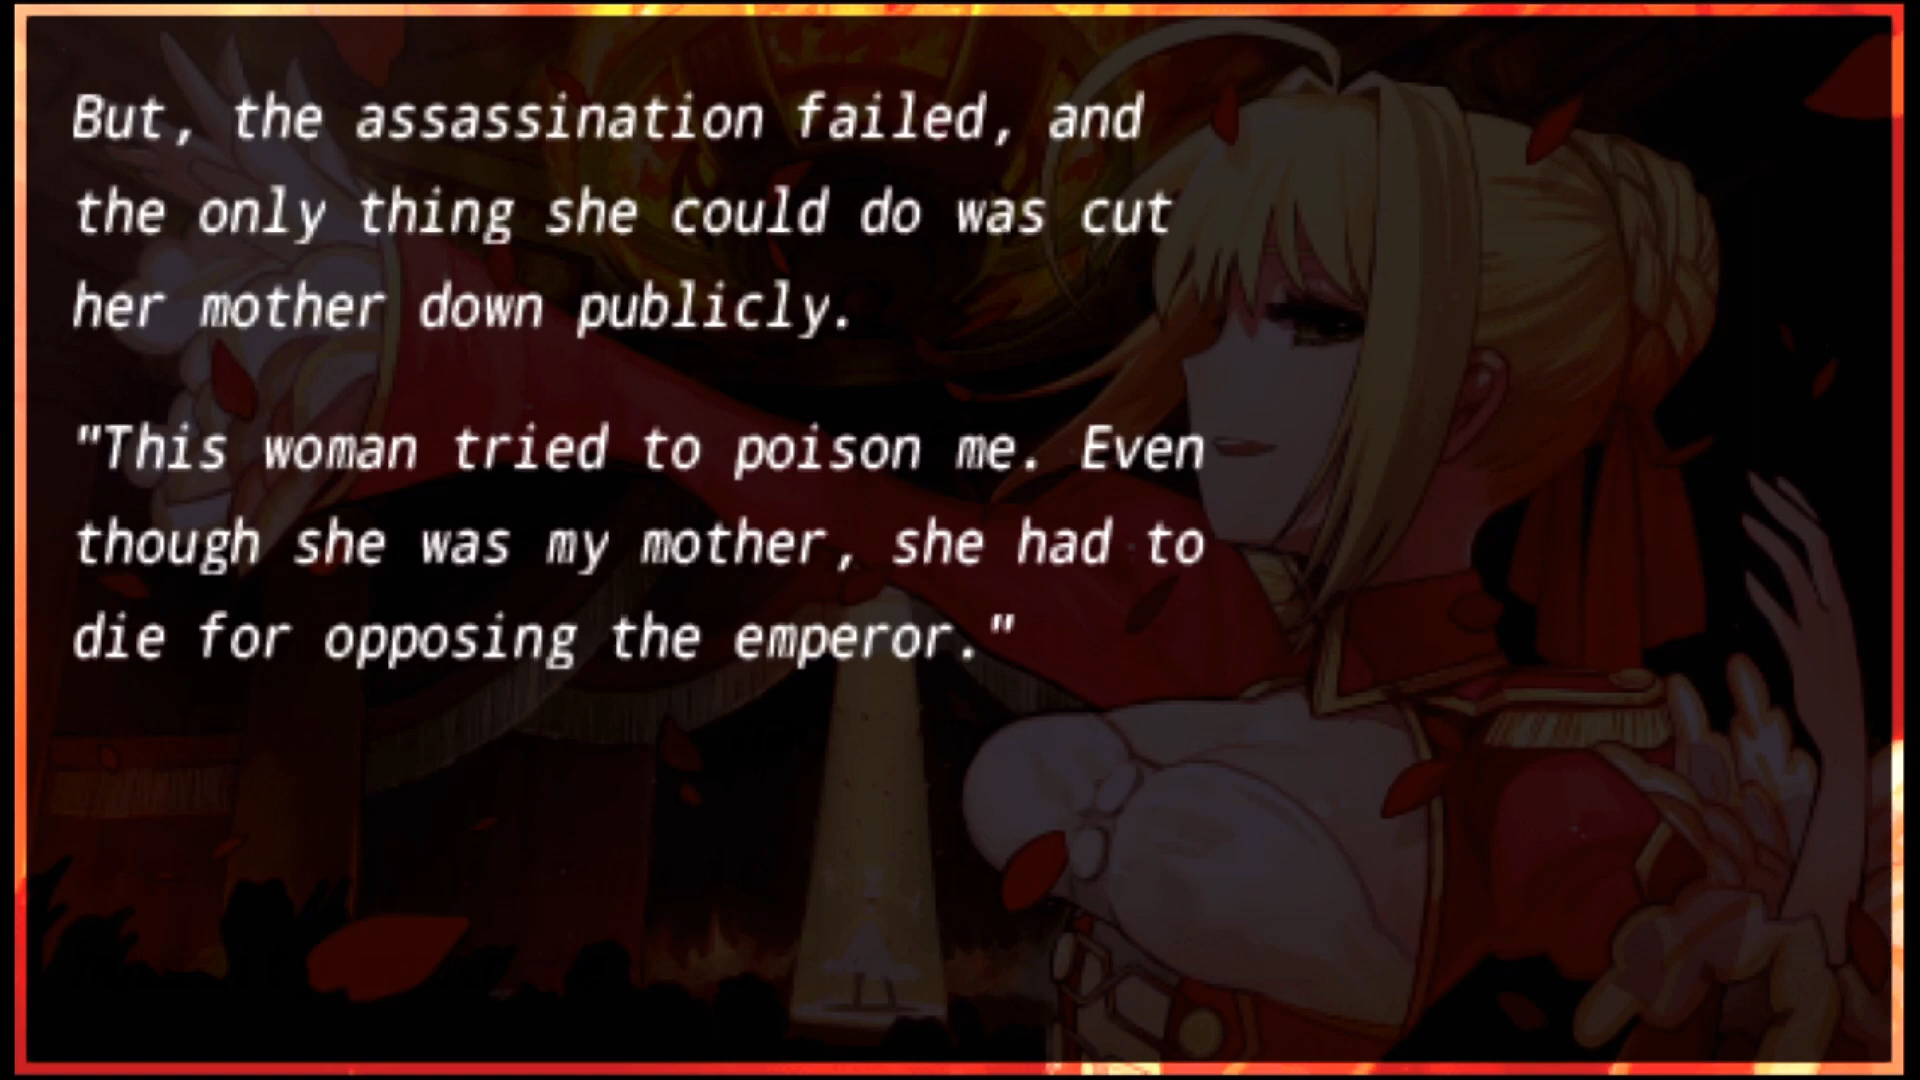 But, the assassination failed, and
the only thing she could do was cut
her mother down publicly.
"This woman tried to poison me. Even
though she was my mother, she had to
die for opposing the emperor."